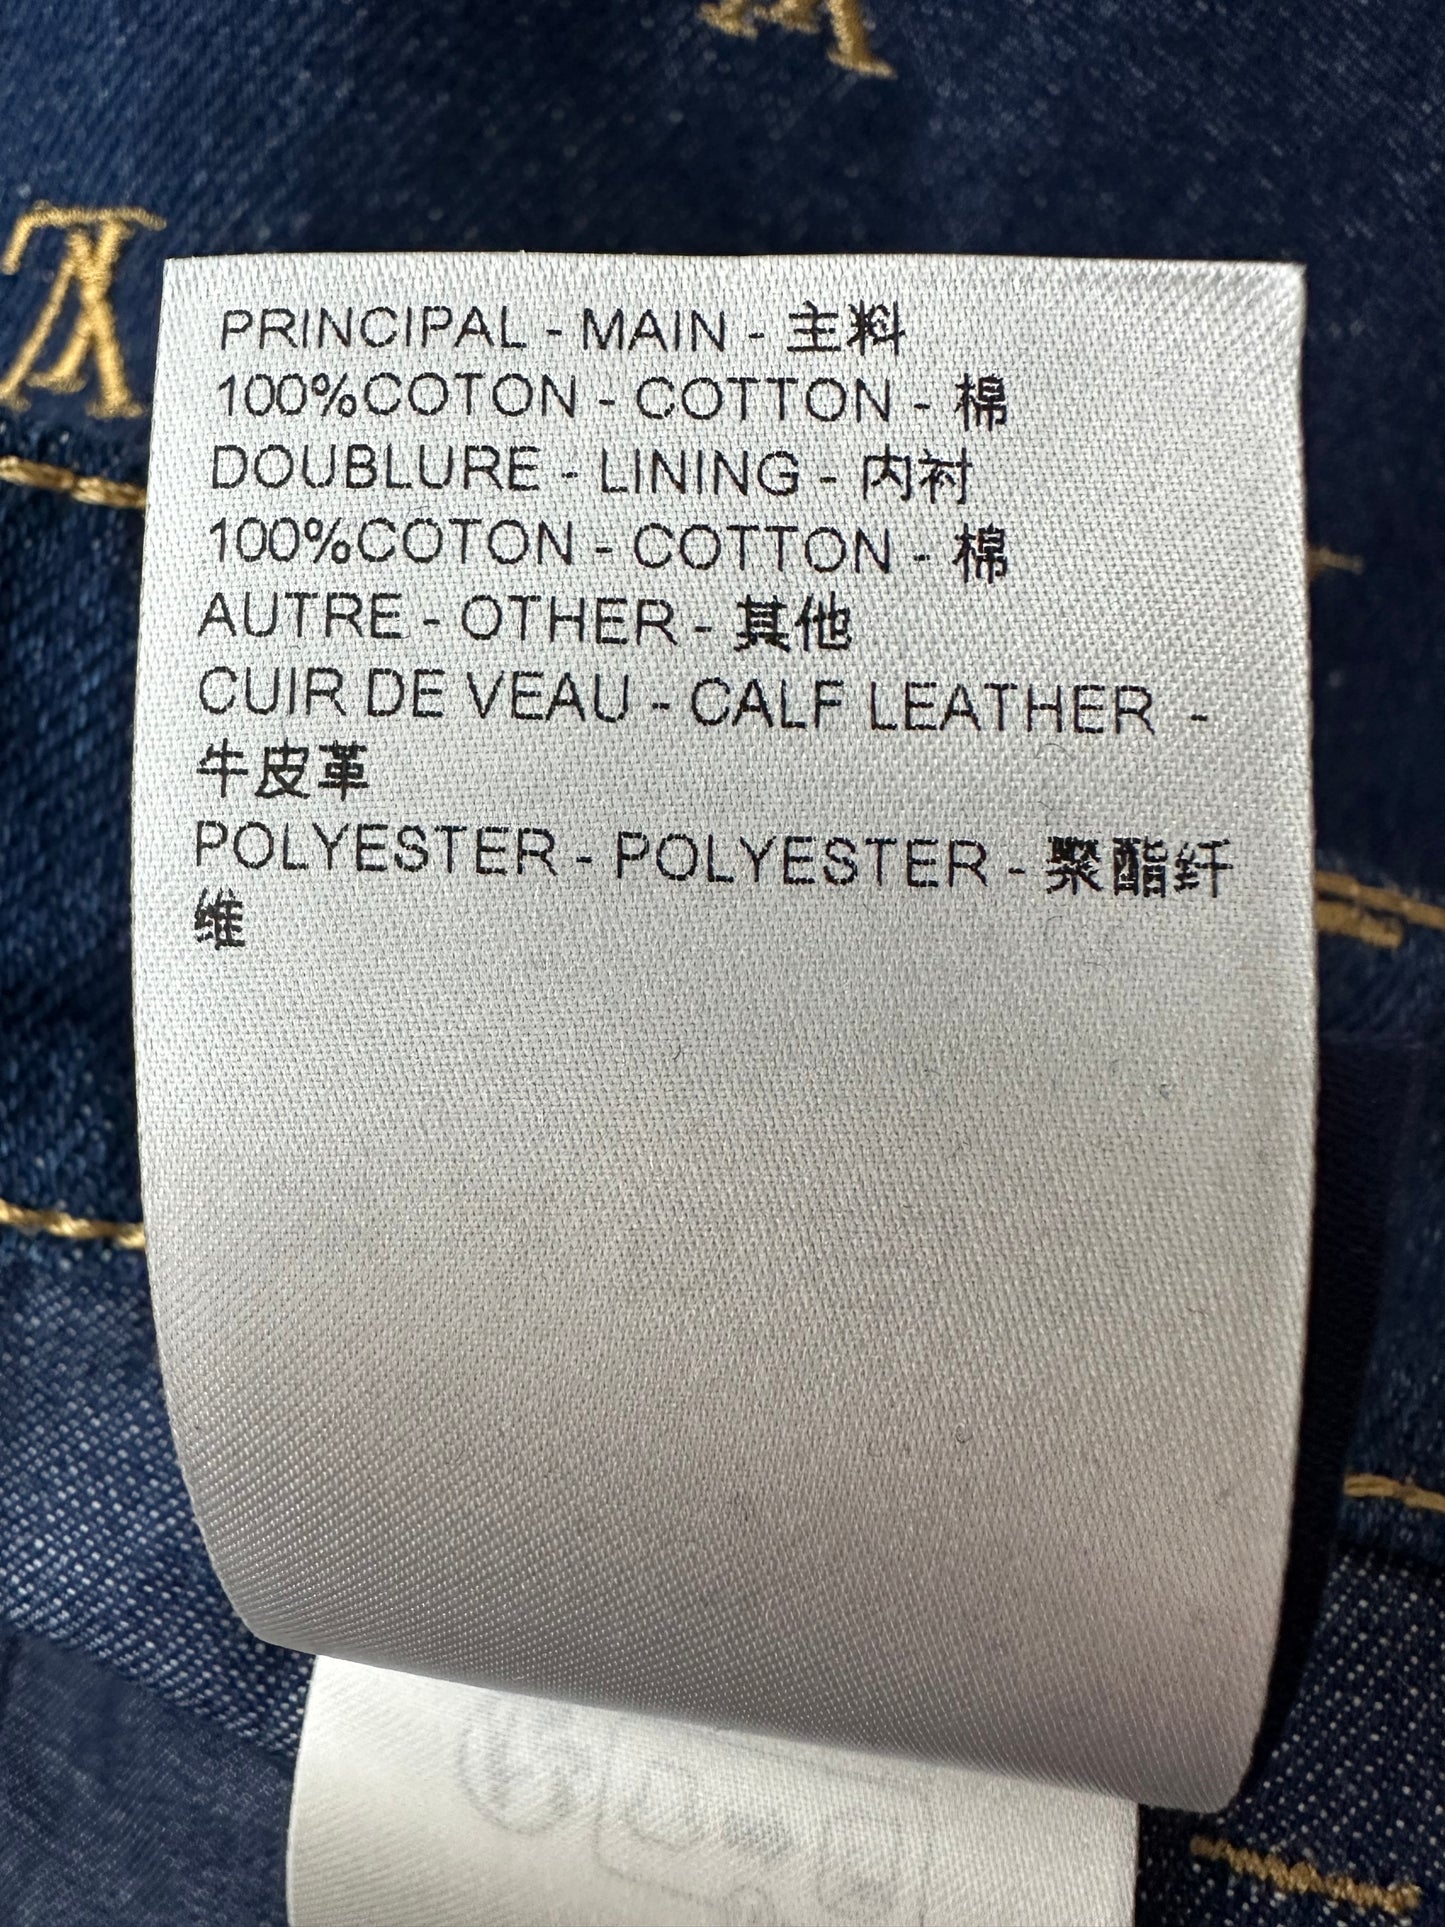 PRINCIPAL - MAIN - 主料
100%COTON - COTTON - 棉
DOUBLURE - LINING - 内衬
100%COTON - COTTON - 棉
AUTRE - OTHER - 其他
CUIR DE VEAU - CALF LEATHER -
牛皮革
POLYESTER - POLYESTER - 聚酯纤
维